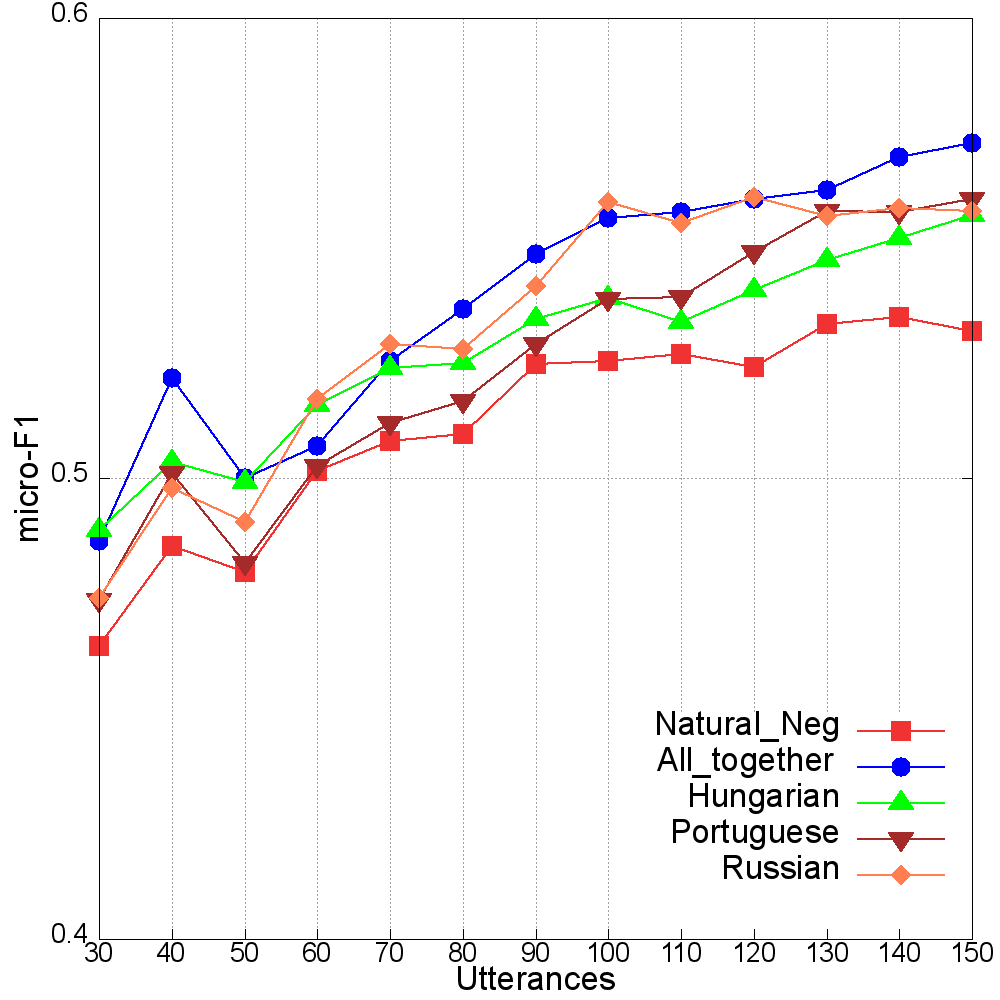 0.6
0.5
0.4
micro-F1
30 40 50 60 70 80 90 100 110 120 130 140 150
Utterances
Natural_Neg
All_together
Hungarian
Portuguese
Russian